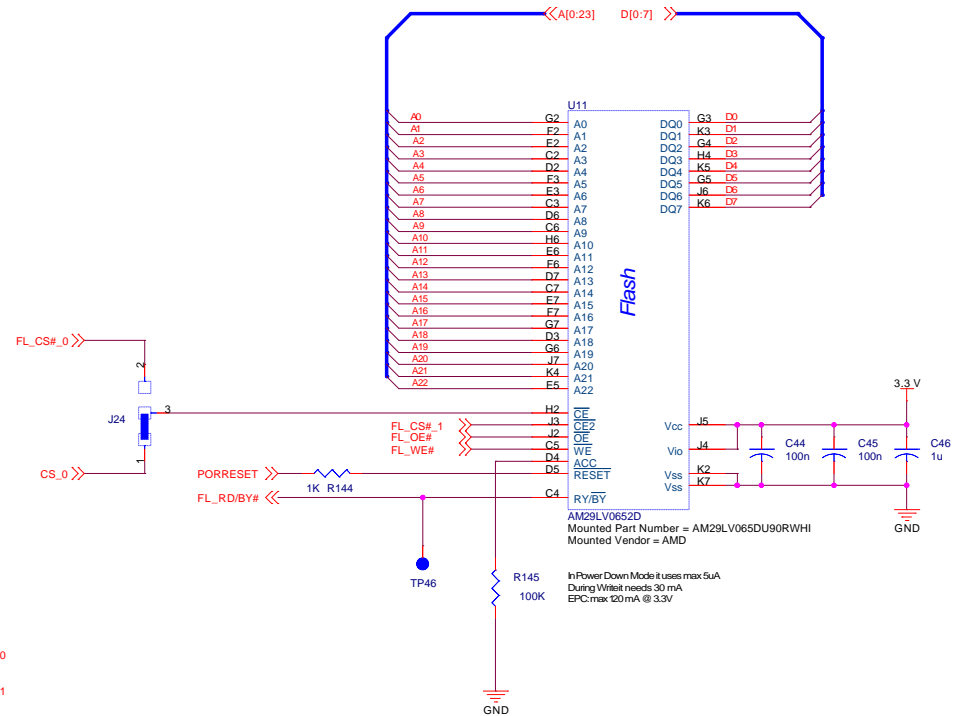 A[0:23] D[0:7]
U11
A0 G2 A0 DQ0 G3 D0
A1 F2 A1 DQ1 K3 D1
A2 E2 A2 DQ2 G4 D2
A3 C2 A3 DQ3 H4 D3
A4 D2 A4 DQ4 K5 D4
A5 F3 A5 DQ5 G5 D5
A6 E3 A6 DQ6 J6 D6
A7 C3 A7 DQ7 K6 D7
A8 D6 A8
A9 C6 A9
A10 H6 A10
A11 E6 A11
A12 F6 A12
A13 D7 A13
A14 C7 A14
A15 E7 A15
A16 F7 A16
A17 G7 A17
A18 D3 A18
A19 G6 A19
A20 J7 A20
A21 K4 A21
A22 E5 A22
Flash
FL_CS#_0
2
J24
3
1
CS_0
H2 CE
FL_CS#_1 J3 CE2
FL_OE# J2 OE
FL_WE# C5 WE
D4 ACC
PORRESET D5 RESET
1K R144
FL_RD/BY# C4 RY/BY
TP46
Vcc J5
Vio J4
Vss K2
Vss K7
3.3 V
C44
100n
C45
100n
C46
1u
GND
AM29LV0652D
Mounted Part Number = AM29LV065DU90RWHI
Mounted Vendor = AMD
R145
100K
In Power Down Mode it uses max 5uA
During Write it needs 30 mA
EPC: max 120 mA @ 3.3V
GND
0
1